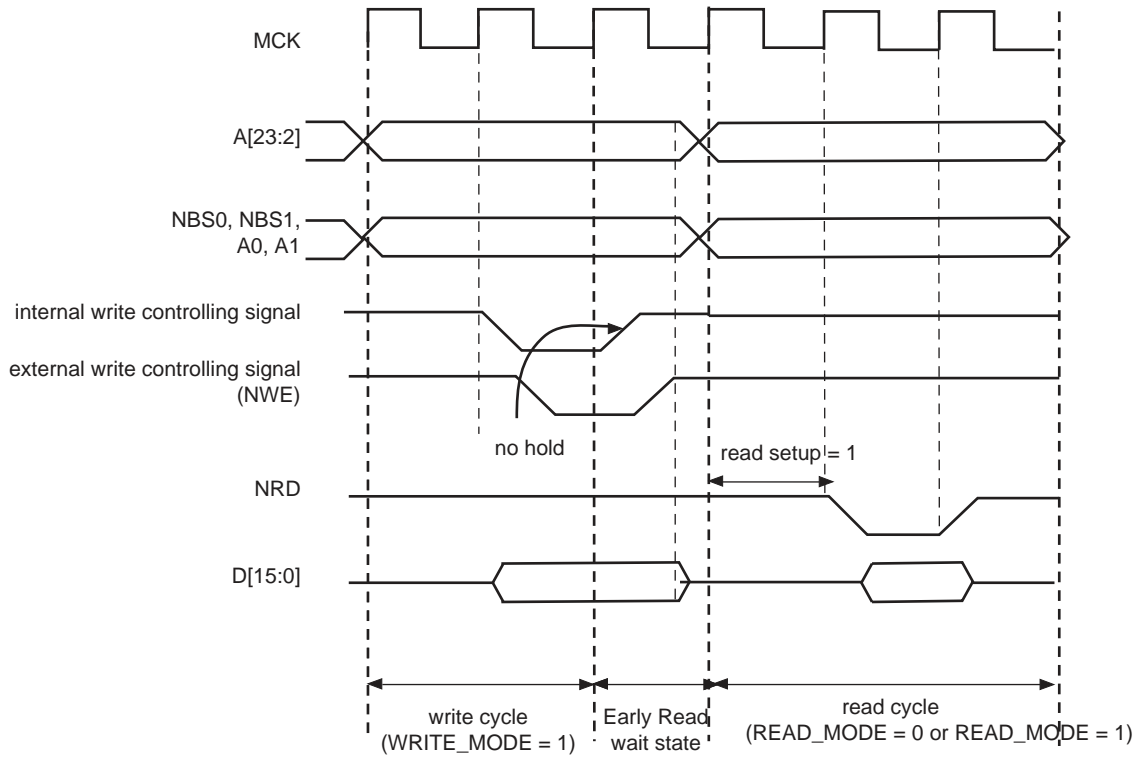 MCK
A[23:2]
NBS0, NBS1,
A0, A1
internal write controlling signal
external write controlling signal
(NWE)
no hold
read setup = 1
NRD
D[15:0]
write cycle
(WRITE_MODE = 1)
Early Read
wait state
read cycle
(READ_MODE = 0 or READ_MODE = 1)